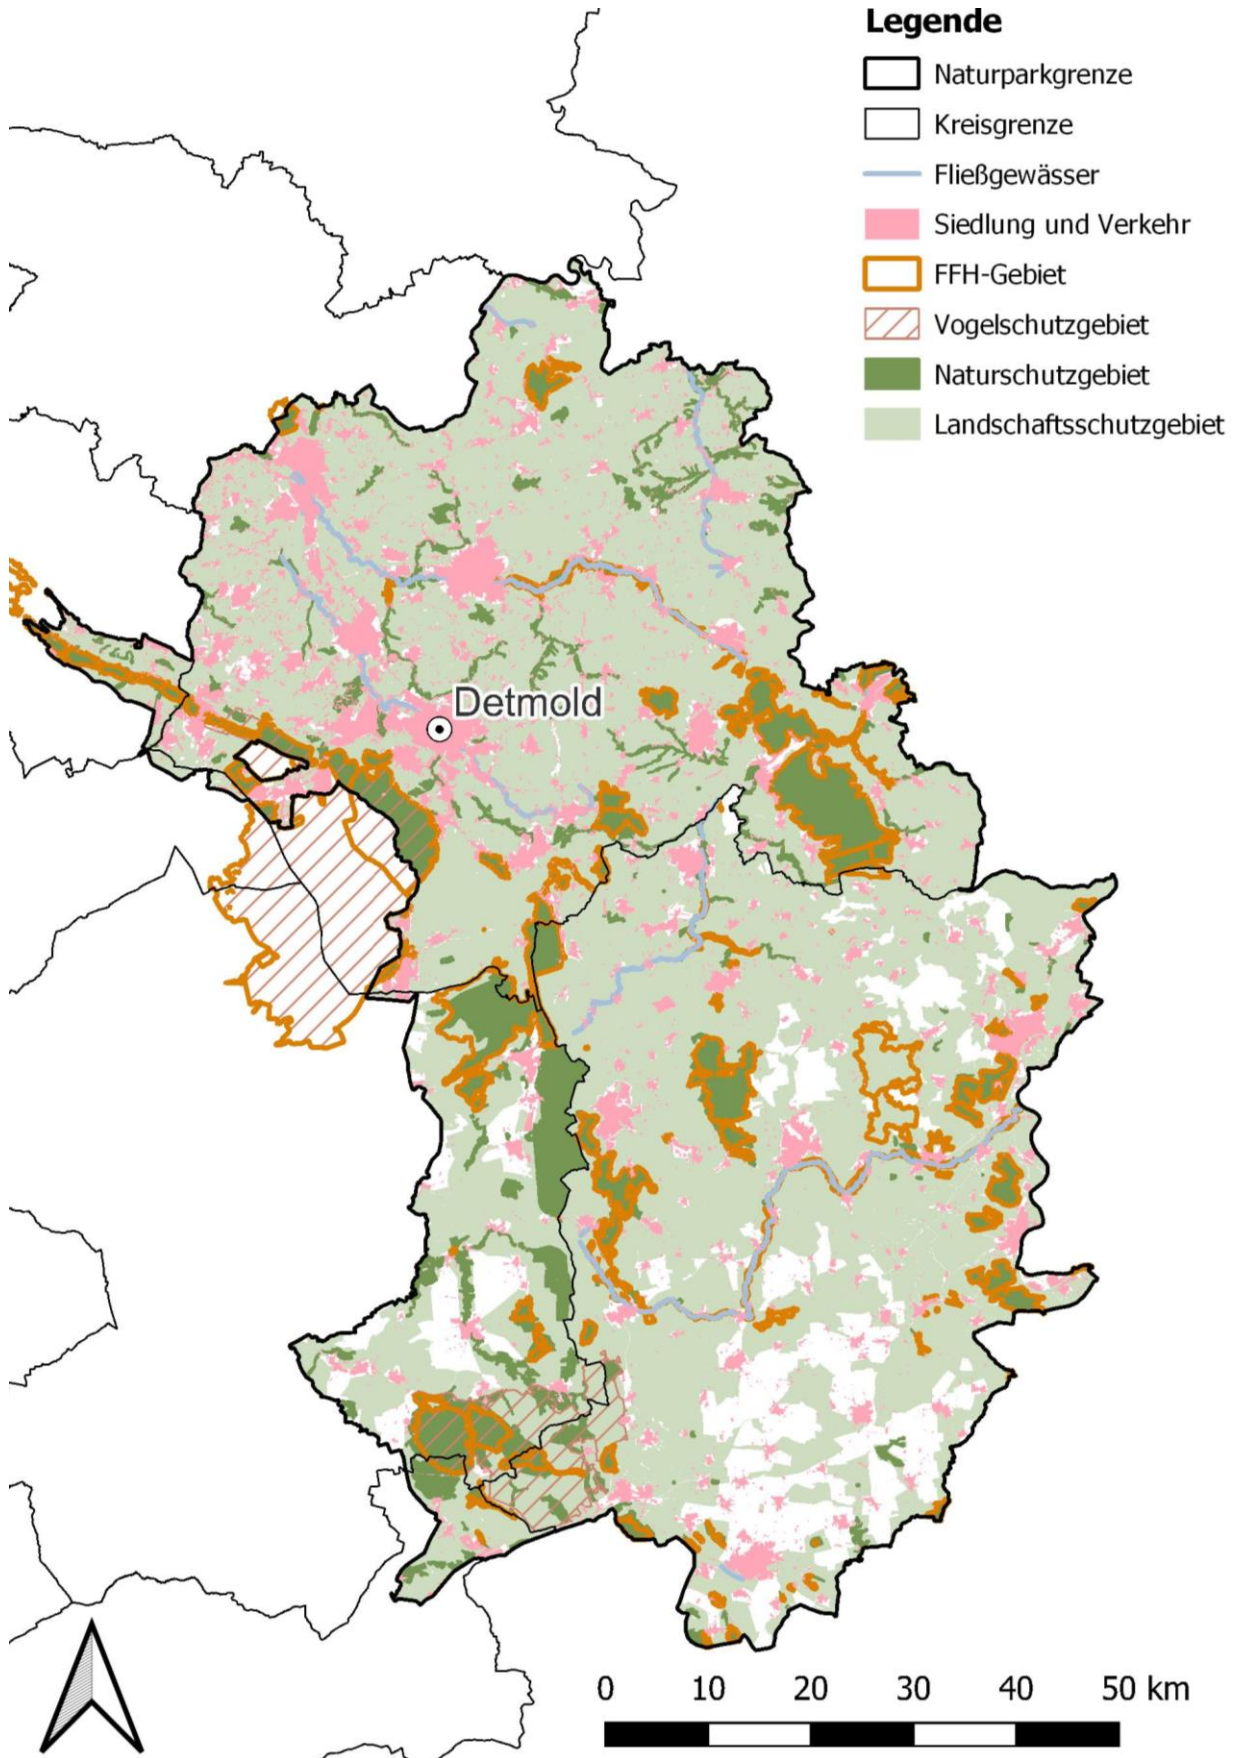 Legende
Naturparkgrenze
Kreisgrenze
Fließgewässer
Siedlung und Verkehr
FFH-Gebiet
Vogelschutzgebiet
Naturschutzgebiet
Landschaftsschutzgebiet
Detmold
0 10 20 30 40 50 km